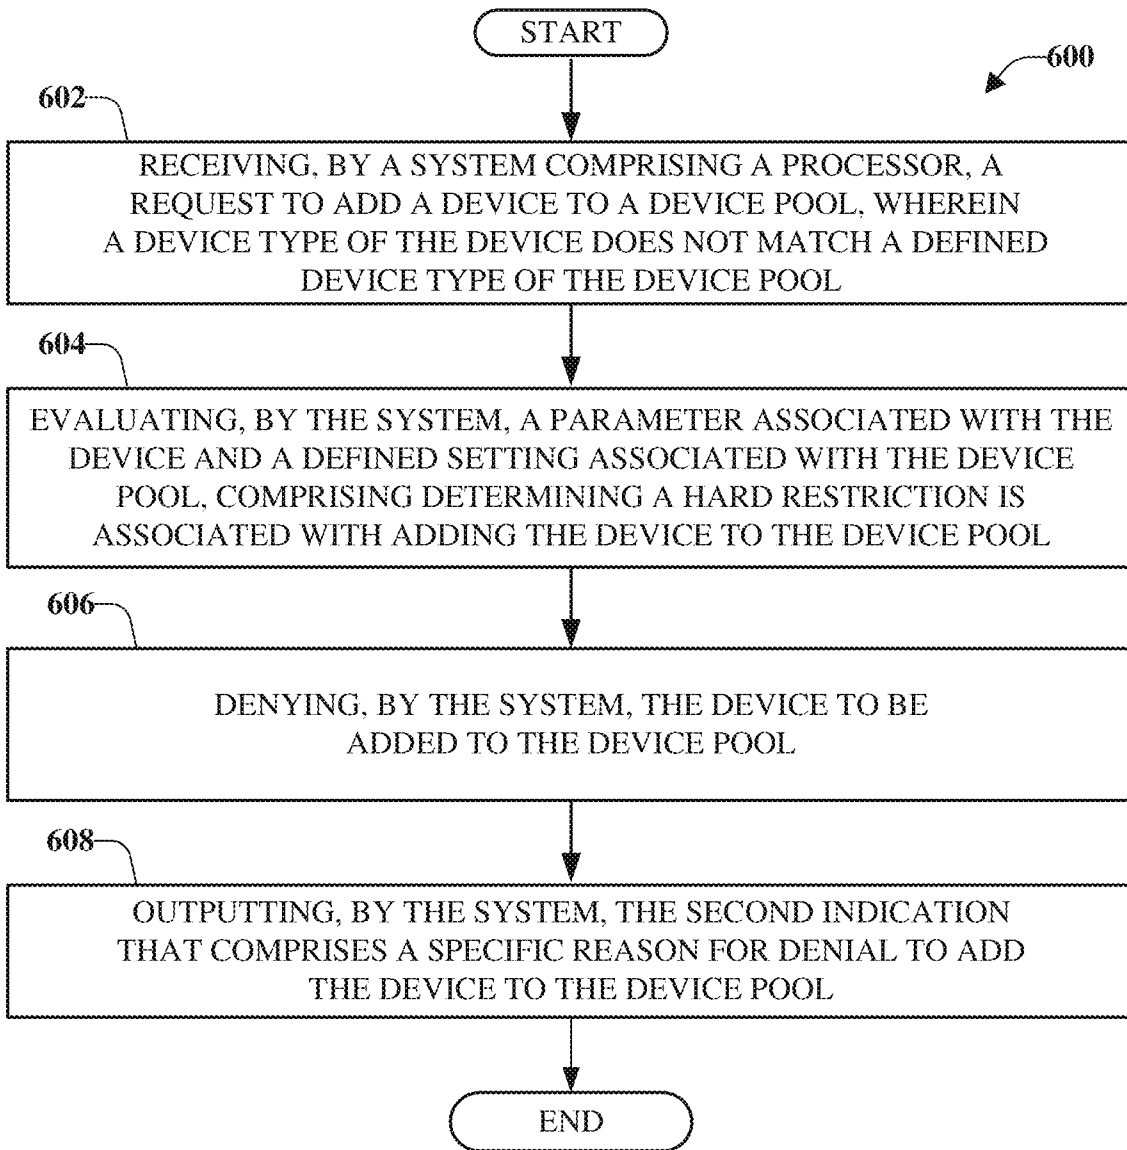 START
600
602
RECEIVING, BY A SYSTEM COMPRISING A PROCESSOR, A
REQUEST TO ADD A DEVICE TO A DEVICE POOL, WHEREIN
A DEVICE TYPE OF THE DEVICE DOES NOT MATCH A DEFINED
DEVICE TYPE OF THE DEVICE POOL
604
EVALUATING, BY THE SYSTEM, A PARAMETER ASSOCIATED WITH THE
DEVICE AND A DEFINED SETTING ASSOCIATED WITH THE DEVICE
POOL, COMPRISING DETERMINING A HARD RESTRICTION IS
ASSOCIATED WITH ADDING THE DEVICE TO THE DEVICE POOL
606
DENYING, BY THE SYSTEM, THE DEVICE TO BE
ADDED TO THE DEVICE POOL
608
OUTPUTTING, BY THE SYSTEM, THE SECOND INDICATION
THAT COMPRISES A SPECIFIC REASON FOR DENIAL TO ADD
THE DEVICE TO THE DEVICE POOL
END